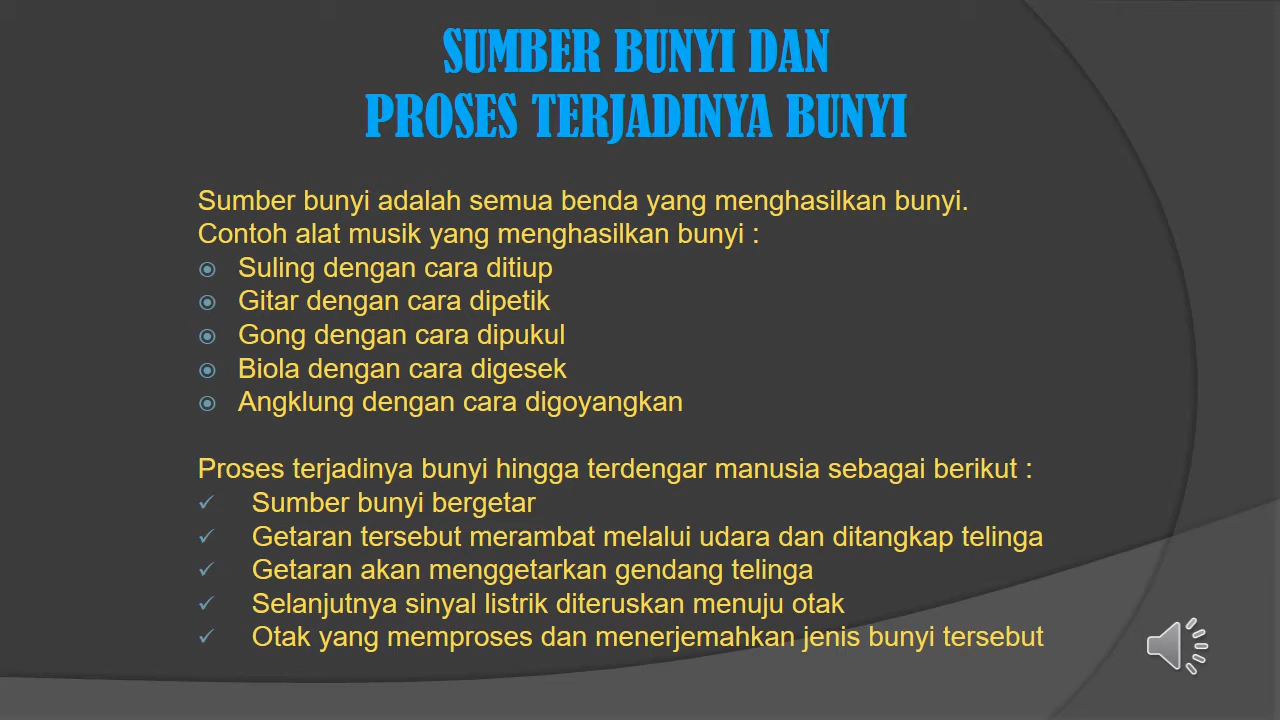 SUMBER BUNYI DAN
PROSES TERJADINYA BUNYI
Sumber bunyi adalah semua benda yang menghasilkan bunyi.
Contoh alat musik yang menghasilkan bunyi :
Suling dengan cara ditiup
Gitar dengan cara dipetik
Gong dengan cara dipukul
Biola dengan cara digesek
Angklung dengan cara digoyangkan
Proses terjadinya bunyi hingga terdengar manusia sebagai berikut :
✓ Sumber bunyi bergetar
✓ Getaran tersebut merambat melalui udara dan ditangkap telinga
✓ Getaran akan menggetarkan gendang telinga
✓ Selanjutnya sinyal listrik diteruskan menuju otak
✓ Otak yang memproses dan menerjemahkan jenis bunyi tersebut